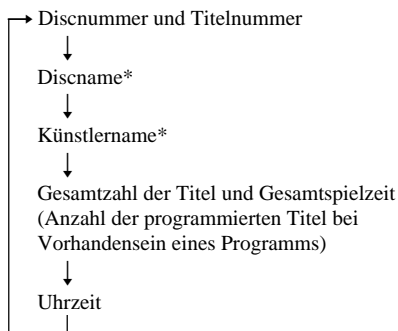 Discnummer und Titelnummer
Discname*
Künstlername*
Gesamtzahl der Titel und Gesamtspielzeit
(Anzahl der programmierten Titel bei
Vorhandensein eines Programms)
Uhrzeit